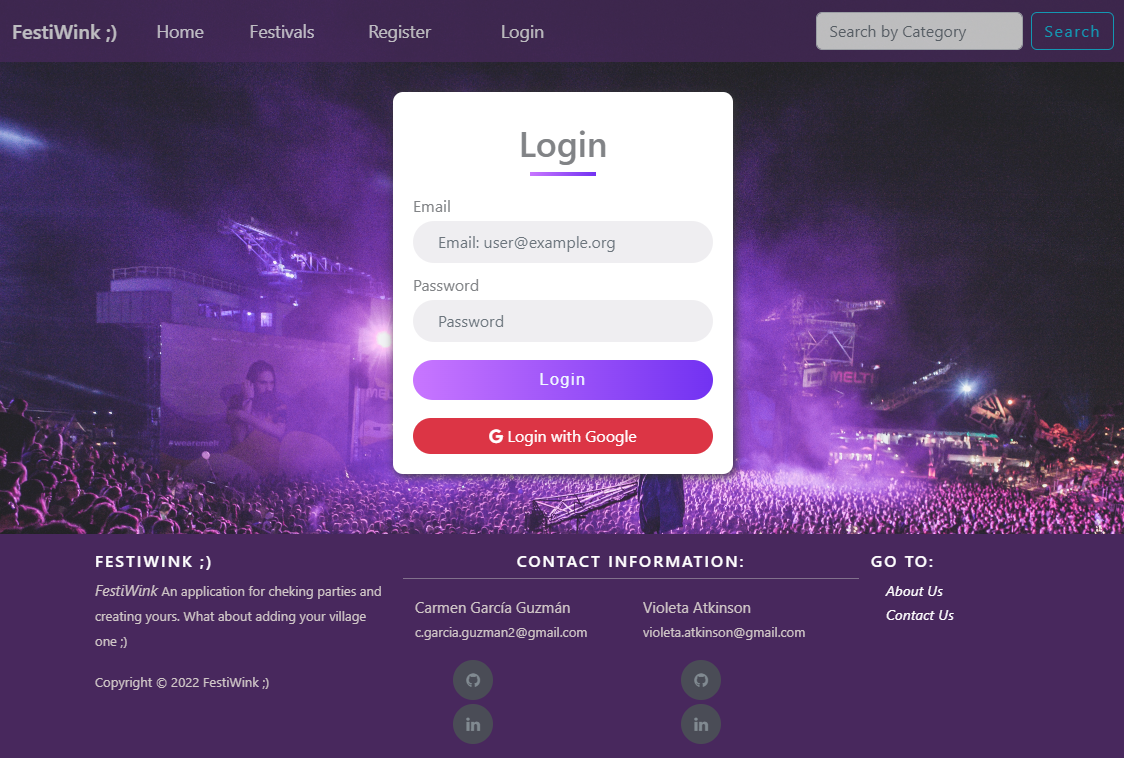 FestiWink ;) Home Festivals Register Login Search by Category Search
Login
Email
Email: user@example.org
Password
Password
Login
Login with Google
MELT!
#wearemelt
FESTIWINK ;)
FestiWink An application for cheking parties and
creating yours. What about adding your village
one ;)
Copyright © 2022 FestiWink ;)
CONTACT INFORMATION:
Carmen García Guzmán
c.garcia.guzman2@gmail.com
Violeta Atkinson
violeta.atkinson@gmail.com
GO TO:
About Us
Contact Us